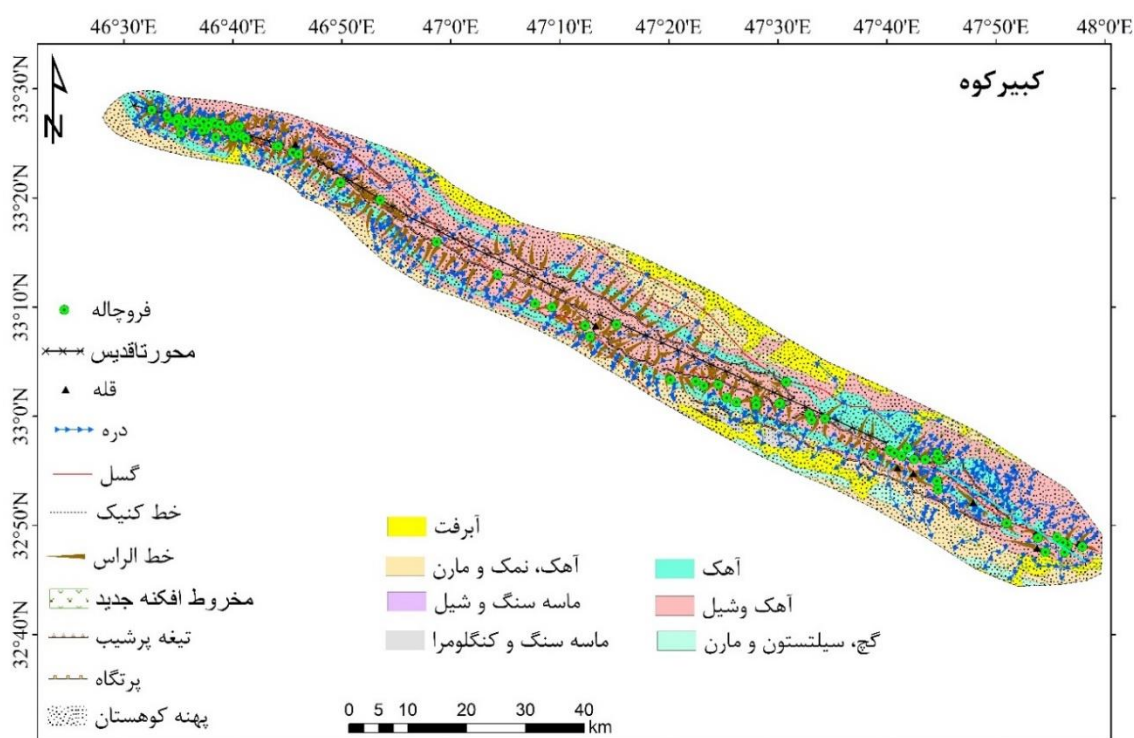 46°30'E 46°40'E 46°50'E 47°0'E 47°10'E 47°20'E 47°30'E 47°40'E 47°50'E 48°0'E
کبیرکوه
N
33°30'N
33°20'N
33°10'N
33°0'N
32°50'N
32°40'N
فروچاله
محور تاقدیس
قله
دره
گسل
خط کنیک
خط الراس
مخروط افکنه جدید
تیغه پرشیب
پرتگاه
پهنه کوهستان
آبرفت
آهک، نمک و مارن
ماسه سنگ و شیل
ماسه سنگ و کنگلومرا
آهک
آهک وشیل
گچ، سیلتستون و مارن
0 5 10 20 30 40
km